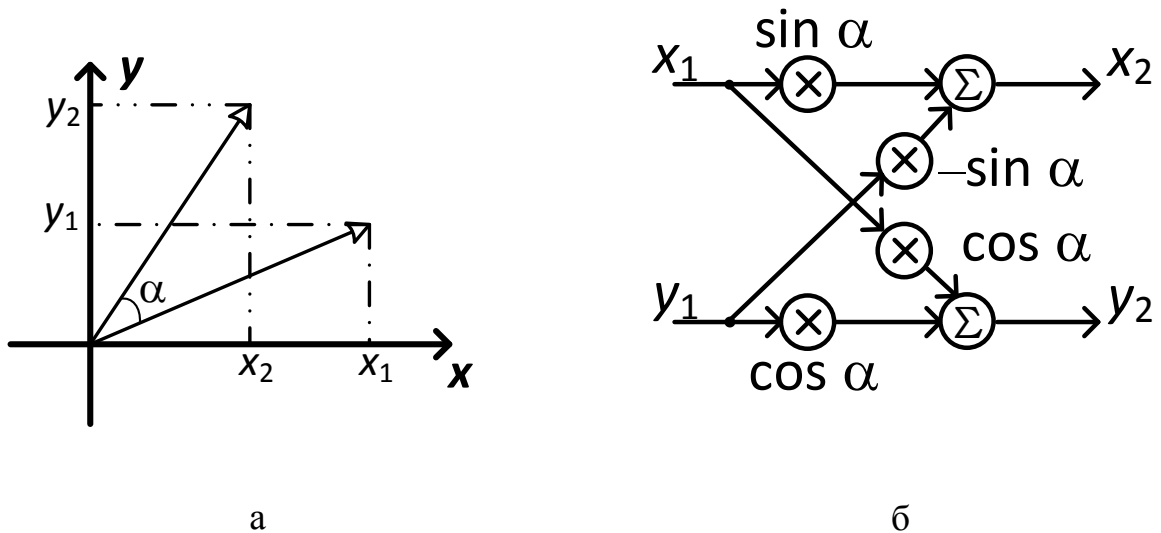 y
y₂
y₁
α
x₂
x₁
x
а
sin α
x₁
x₂
Σ
–sin α
cos α
y₁
y₂
Σ
cos α
б